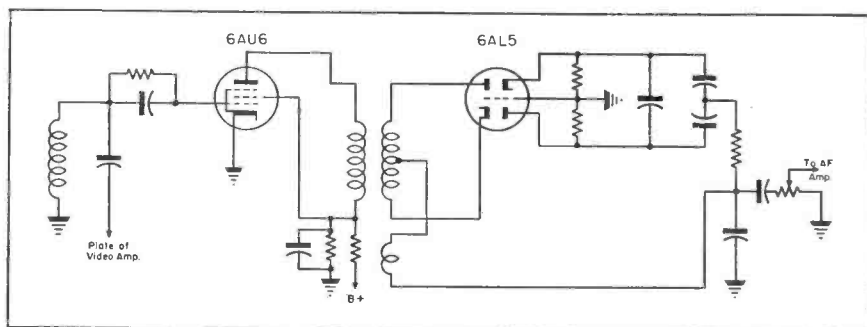 6AU6
6AL5
To AF
Amp.
Plate of
Video Amp.
B+